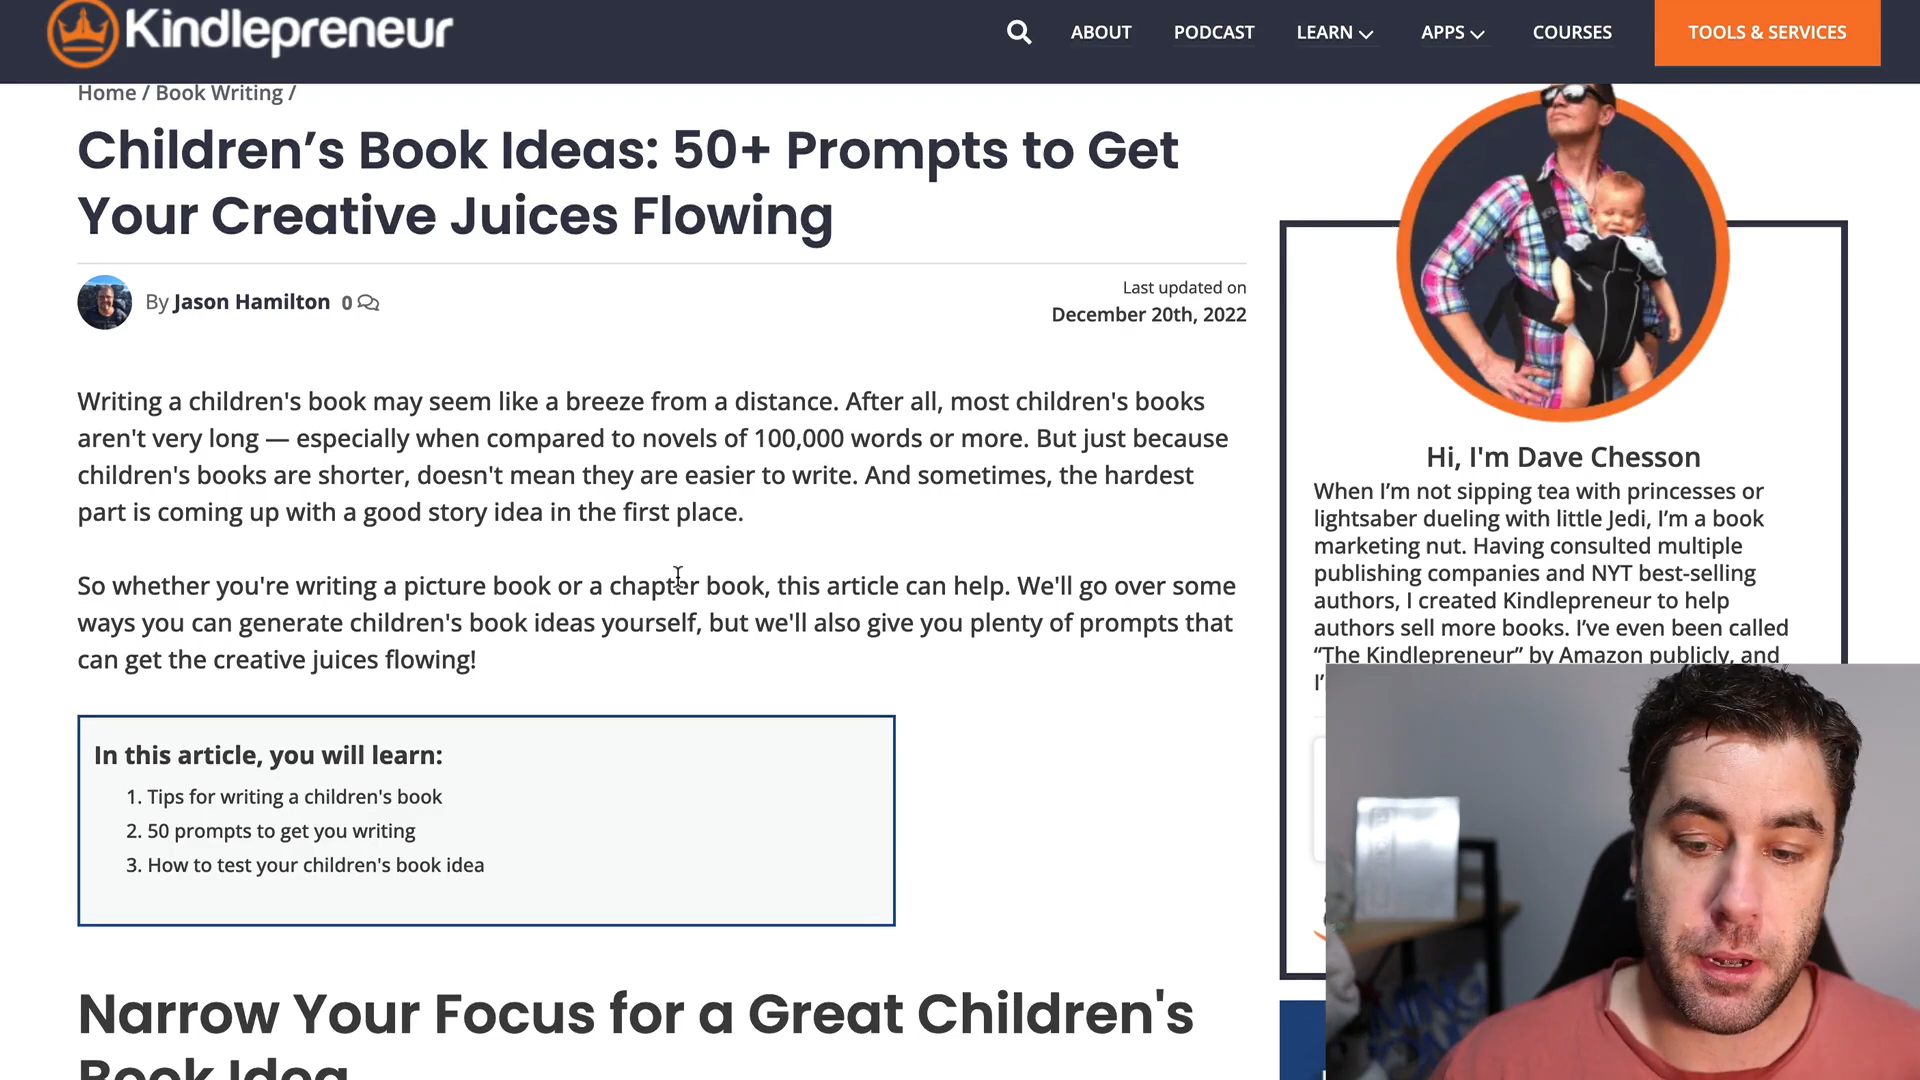 Kindlepreneur
ABOUT
PODCAST
LEARN
APPS
COURSES
TOOLS & SERVICES
Home / Book Writing /
Children’s Book Ideas: 50+ Prompts to Get
Your Creative Juices Flowing
By Jason Hamilton 0
Last updated on
December 20th, 2022
Writing a children's book may seem like a breeze from a distance. After all, most children's books
aren't very long — especially when compared to novels of 100,000 words or more. But just because
children's books are shorter, doesn't mean they are easier to write. And sometimes, the hardest
part is coming up with a good story idea in the first place.
So whether you're writing a picture book or a chapter book, this article can help. We'll go over some
ways you can generate children's book ideas yourself, but we'll also give you plenty of prompts that
can get the creative juices flowing!
In this article, you will learn:
1. Tips for writing a children's book
2. 50 prompts to get you writing
3. How to test your children's book idea
Narrow Your Focus for a Great Children's
Book Idea
Hi, I'm Dave Chesson
When I’m not sipping tea with princesses or
lightsaber dueling with little Jedi, I’m a book
marketing nut. Having consulted multiple
publishing companies and NYT best-selling
authors, I created Kindlepreneur to help
authors sell more books. I’ve even been called
“The Kindlepreneur” by Amazon publicly, and